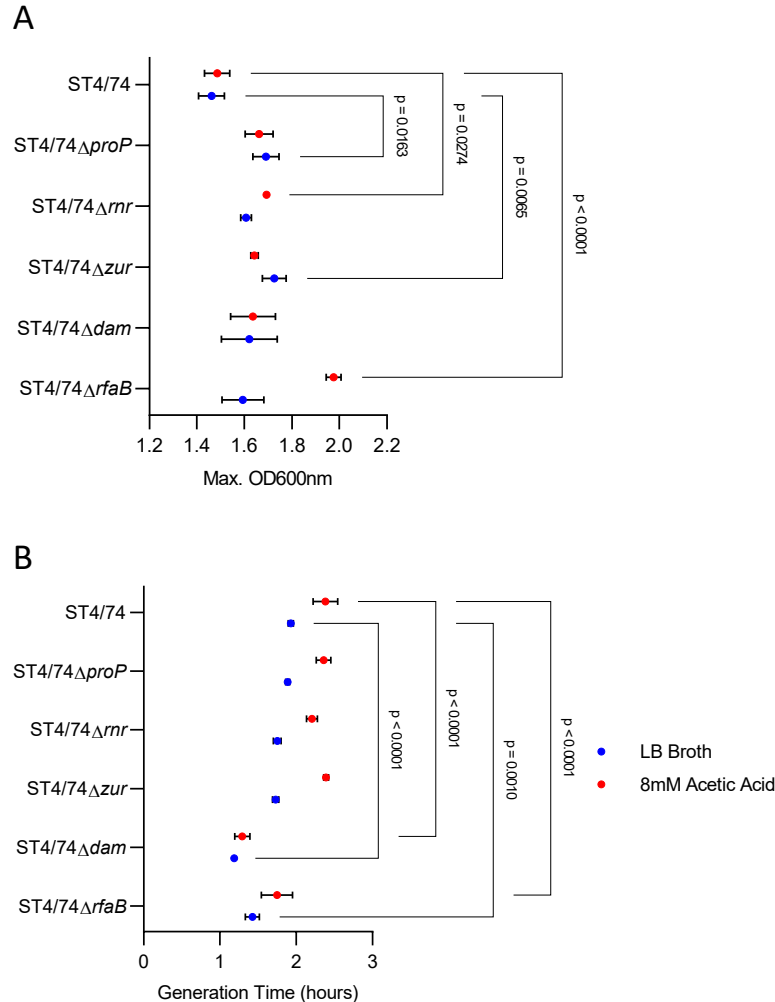 A
ST4/74
ST4/74ΔproP
ST4/74Δrnr
ST4/74Δzur
ST4/74Δdam
ST4/74ΔrfaB
p = 0.0163
p = 0.0274
p = 0.0065
p < 0.0001
1.2 1.4 1.6 1.8 2.0 2.2
Max. OD600nm
B
ST4/74
ST4/74ΔproP
ST4/74Δrnr
ST4/74Δzur
ST4/74Δdam
ST4/74ΔrfaB
p < 0.0001
p < 0.0001
p = 0.0010
p < 0.0001
LB Broth
8mM Acetic Acid
0 1 2 3
Generation Time (hours)